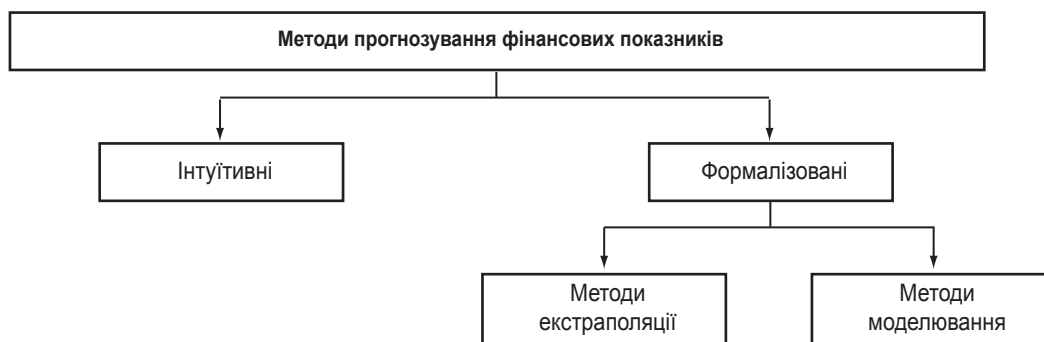 Методи прогнозування фінансових показників
Інтуїтивні
Формалізовані
Методи
екстраполяції
Методи
моделювання